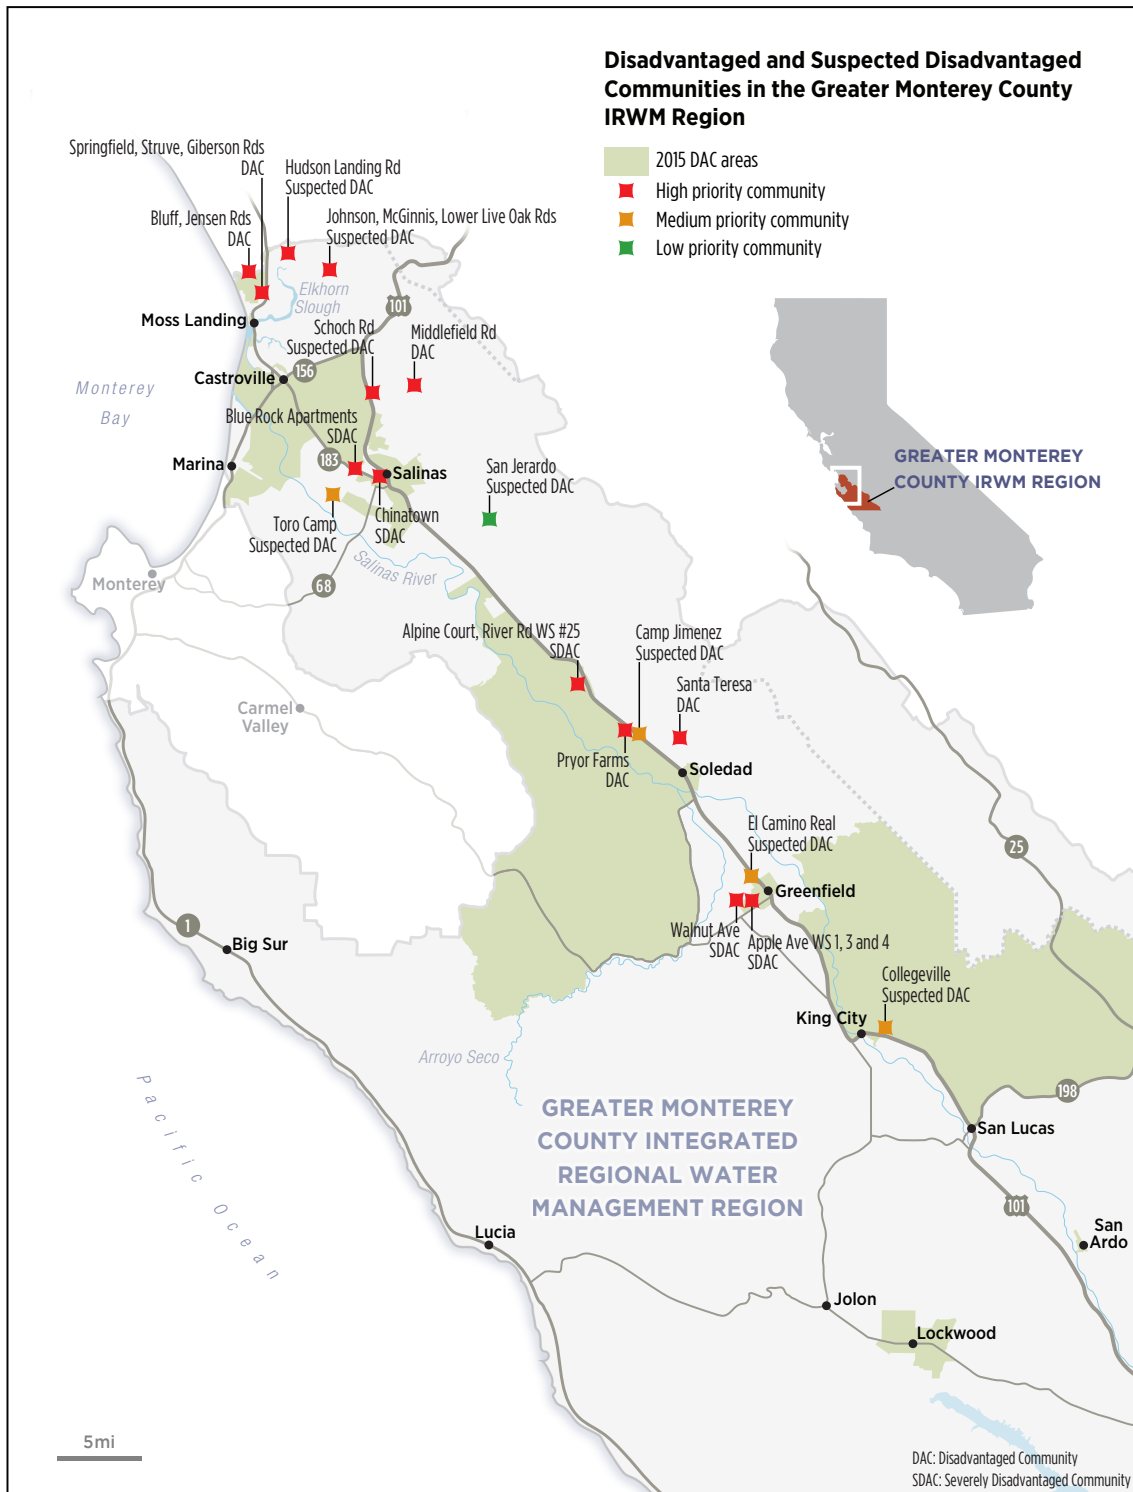 Disadvantaged and Suspected Disadvantaged
Communities in the Greater Monterey County
IRWM Region
2015 DAC areas
High priority community
Medium priority community
Low priority community
Springfield, Struve, Giberson Rds
DAC
Hudson Landing Rd
Suspected DAC
Bluff, Jensen Rds
DAC
Johnson, McGinnis, Lower Live Oak Rds
Suspected DAC
Elkhorn
Slough
101
Moss Landing
Schoch Rd
Suspected DAC
Middlefield Rd
DAC
156
Castroville
Monterey
Bay
Blue Rock Apartments
SDAC
183
Marina
Salinas
San Jerardo
Suspected DAC
GREATER MONTEREY
COUNTY IRWM REGION
Toro Camp
Suspected DAC
Chinatown
SDAC
Salinas River
68
Monterey
Alpine Court, River Rd WS #25
SDAC
Camp Jimenez
Suspected DAC
Santa Teresa
DAC
Carmel
Valley
Pryor Farms
DAC
Soledad
El Camino Real
Suspected DAC
25
Greenfield
1
Big Sur
Walnut Ave
SDAC
Apple Ave WS 1, 3 and 4
SDAC
Collegeville
Suspected DAC
King City
Arroyo Seco
198
Pacific Ocean
GREATER MONTEREY
COUNTY INTEGRATED
REGIONAL WATER
MANAGEMENT REGION
San Lucas
101
San
Ardo
Lucia
Jolon
Lockwood
5mi
DAC: Disadvantaged Community
SDAC: Severely Disadvantaged Community